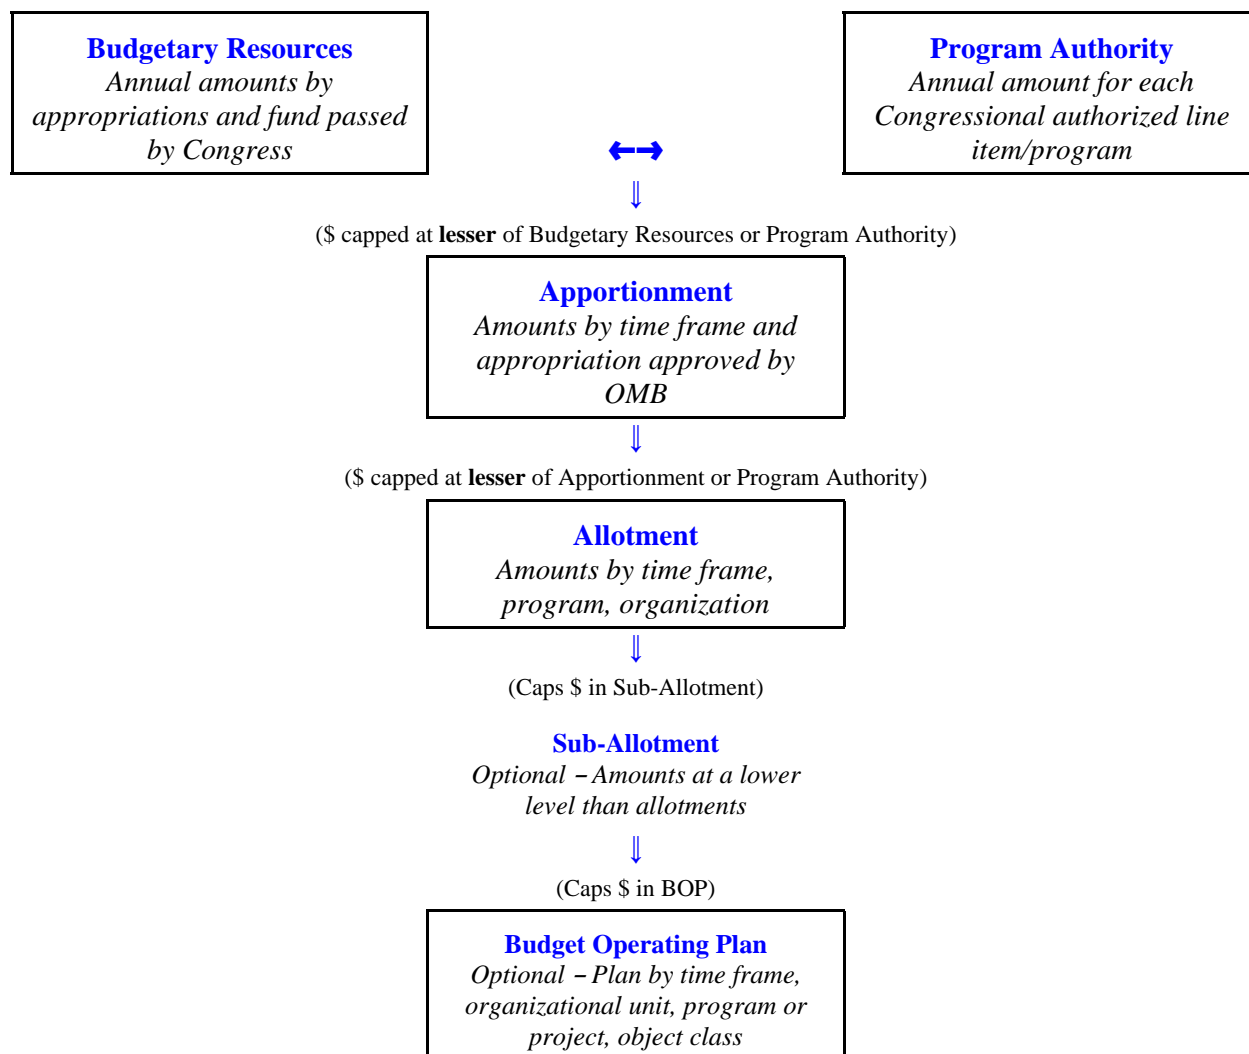 Budgetary Resources
Annual amounts by
appropriations and fund passed
by Congress
Program Authority
Annual amount for each
Congressional authorized line
item/program
←→
⇓
($ capped at lesser of Budgetary Resources or Program Authority)
Apportionment
Amounts by time frame and
appropriation approved by
OMB
⇓
($ capped at lesser of Apportionment or Program Authority)
Allotment
Amounts by time frame,
program, organization
⇓
(Caps $ in Sub-Allotment)
Sub-Allotment
Optional – Amounts at a lower
level than allotments
⇓
(Caps $ in BOP)
Budget Operating Plan
Optional – Plan by time frame,
organizational unit, program or
project, object class